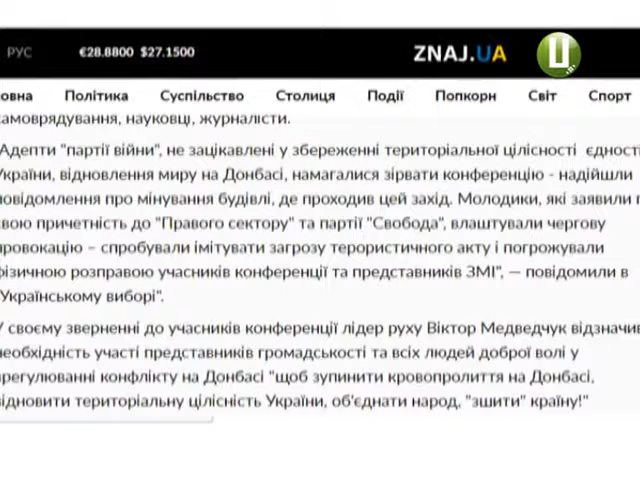 РУС €28.8800 $27.1500 ZNAJ.UA Ц
овна Політика Суспільство Столиця Події Попкорн Світ Спорт
самоврядування, науковці, журналісти.
"Адепти "партії війни", не зацікавлені у збереженні територіальної цілісності єдності
України, відновлення миру на Донбасі, намагалися зірвати конференцію - надійшли
повідомлення про мінування будівлі, де проходив цей захід. Молодики, які заявили п
свою причетність до "Правого сектору" та партії "Свобода", влаштували чергову
провокацію – спробували імітувати загрозу терористичного акту і погрожували
фізичною розправою учасників конференції та представників ЗМІ", — повідомили в
"Українському виборі".
У своєму зверненні до учасників конференції лідер руху Віктор Медведчук відзначив
необхідність участі представників громадськості та всіх людей доброї волі у
врегулюванні конфлікту на Донбасі "щоб зупинити кровопролиття на Донбасі,
відновити територіальну цілісність України, об'єднати народ, "зшити" країну!"